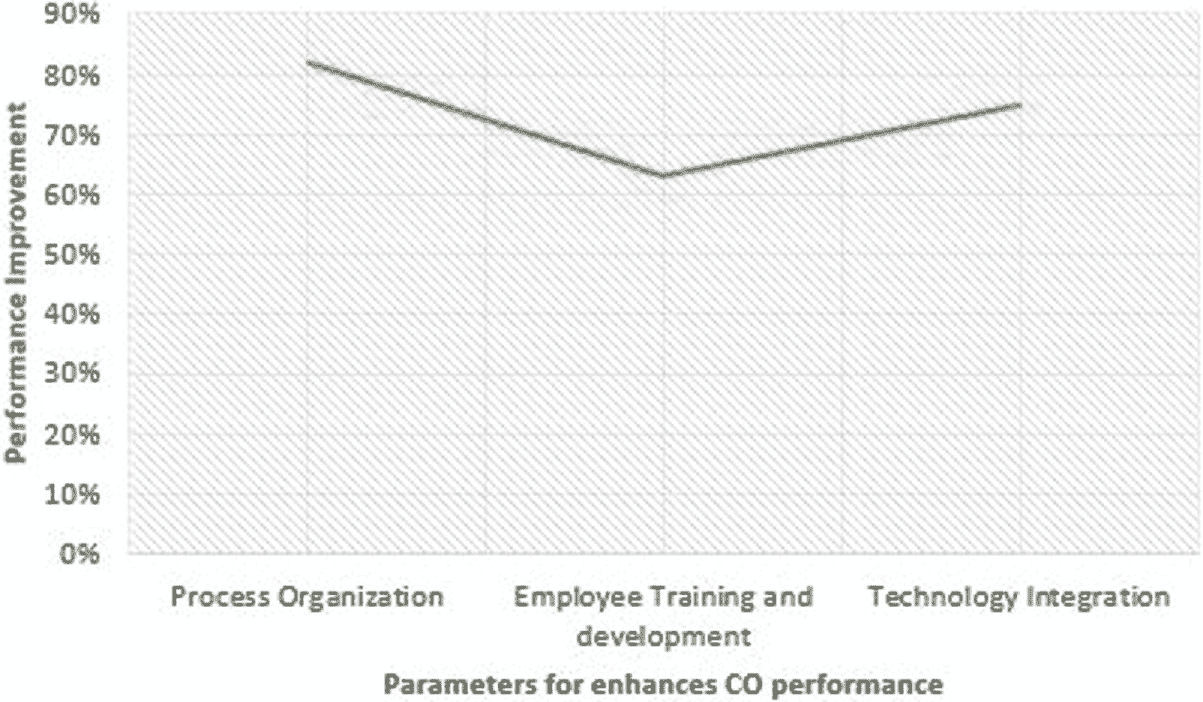 90%
80%
70%
60%
50%
40%
30%
20%
10%
0%
Performance Improvement
Process Organization
Employee Training and
development
Technology Integration
Parameters for enhances CO performance